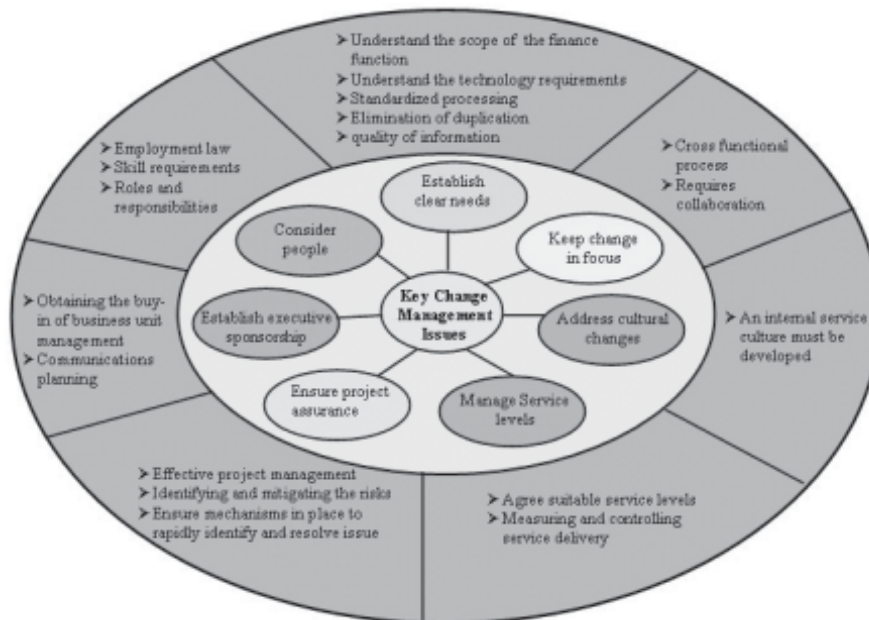 ➤ Understand the scope of the finance
function
➤ Understand the technology requirements
➤ Standardized processing
➤ Elimination of duplication
➤ quality of information
➤ Employment law
➤ Skill requirements
➤ Roles and
responsibilities
➤ Cross functional
process
➤ Requires
collaboration
Establish
clear needs
Consider
people
Keep change
in focus
Key Change
Management
Issues
➤ Obtaining the buy-
in of business unit
management
➤ Communications
planning
Establish executive
sponsorship
Address cultural
changes
➤ An internal service
culture must be
developed
Ensure project
assurance
Manage Service
levels
➤ Effective project management
➤ Identifying and mitigating the risks
➤ Ensure mechanisms in place to
rapidly identify and resolve issue
➤ Agree suitable service levels
➤ Measuring and controlling
service delivery